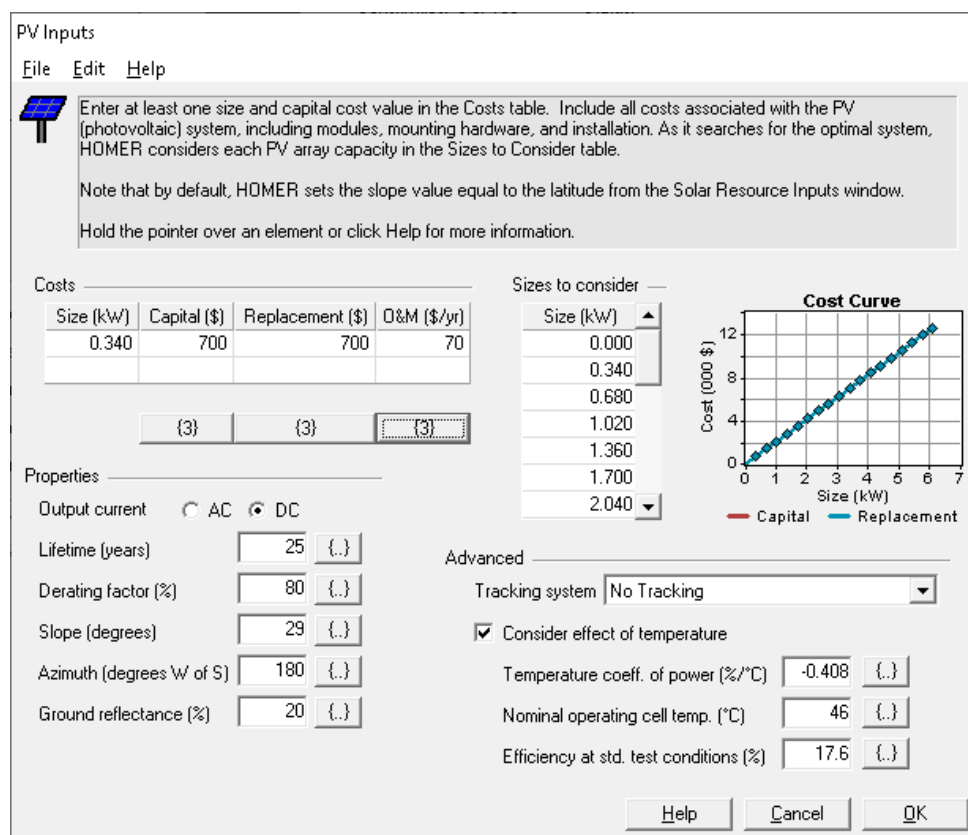 PV Inputs
File Edit Help
Enter at least one size and capital cost value in the Costs table. Include all costs associated with the PV
(photovoltaic) system, including modules, mounting hardware, and installation. As it searches for the optimal system,
HOMER considers each PV array capacity in the Sizes to Consider table.
Note that by default, HOMER sets the slope value equal to the latitude from the Solar Resource Inputs window.
Hold the pointer over an element or click Help for more information.
Costs
Size (kW) Capital ($) Replacement ($) O&M ($/yr)
0.340 700 700 70
{3} {3} {3}
Sizes to consider
Size (kW)
0.000
0.340
0.680
1.020
1.360
1.700
2.040
Cost Curve
Cost (000 $)
12
8
4
0
0 1 2 3 4 5 6 7
Size (kW)
Capital Replacement
Properties
Output current AC DC
Lifetime (years) 25 {..}
Derating factor (%) 80 {..}
Slope (degrees) 29 {..}
Azimuth (degrees W of S) 180 {..}
Ground reflectance (%) 20 {..}
Advanced
Tracking system No Tracking
Consider effect of temperature
Temperature coeff. of power (%/°C) -0.408 {..}
Nominal operating cell temp. (°C) 46 {..}
Efficiency at std. test conditions (%) 17.6 {..}
Help Cancel OK